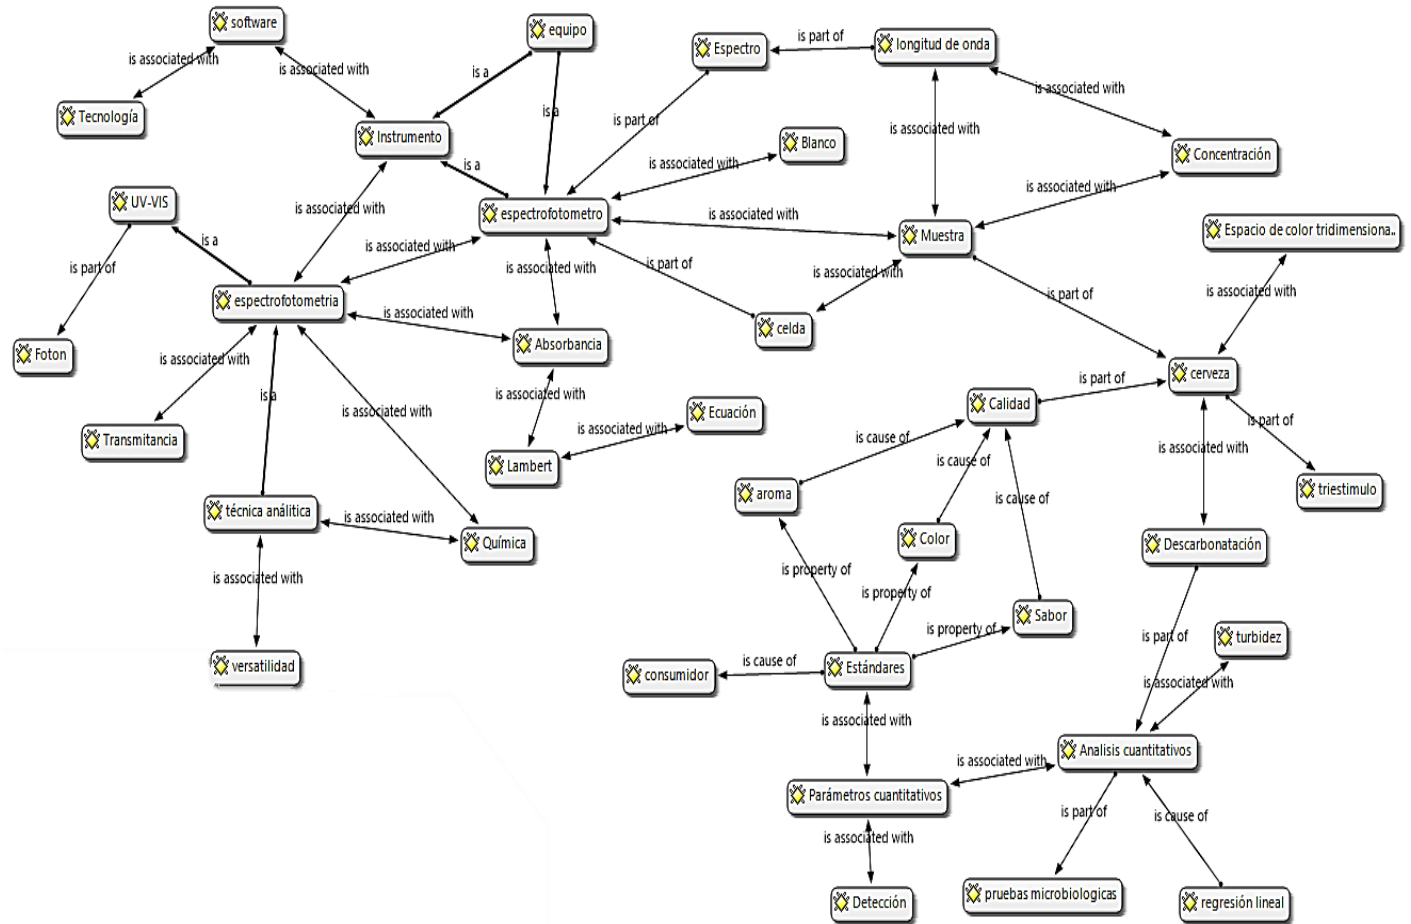 software
equipo
Espectro
is part of
longitud de onda
is associated with
is associated with
is a
is associated with
Tecnología
Instrumento
is a
is part of
is associated with
Blanco
is associated with
Concentración
is a
is associated with
UV-VIS
is associated with
espectrofotometro
is associated with
Muestra
is associated with
Espacio de color tridimensiona..
is a
is associated with
is part of
is associated with
is part of
is associated with
is part of
is associated with
espectrofotometria
is associated with
celda
Foton
is associated with
Absorbancia
cerveza
is part of
is a
is associated with
is associated with
Calidad
Transmitancia
Ecuación
is associated with
is cause of
is part of
is associated with
Lambert
is cause of
aroma
is cause of
triestimulo
técnica análitica
is associated with
Química
Color
Descarbonatación
is associated with
is property of
is property of
Sabor
is property of
is part of
turbidez
versatilidad
consumidor
is cause of
Estándares
is associated with
is associated with
Analisis cuantitativos
is associated with
Parámetros cuantitativos
is part of
is cause of
is associated with
Detección
pruebas microbiologicas
regresión lineal